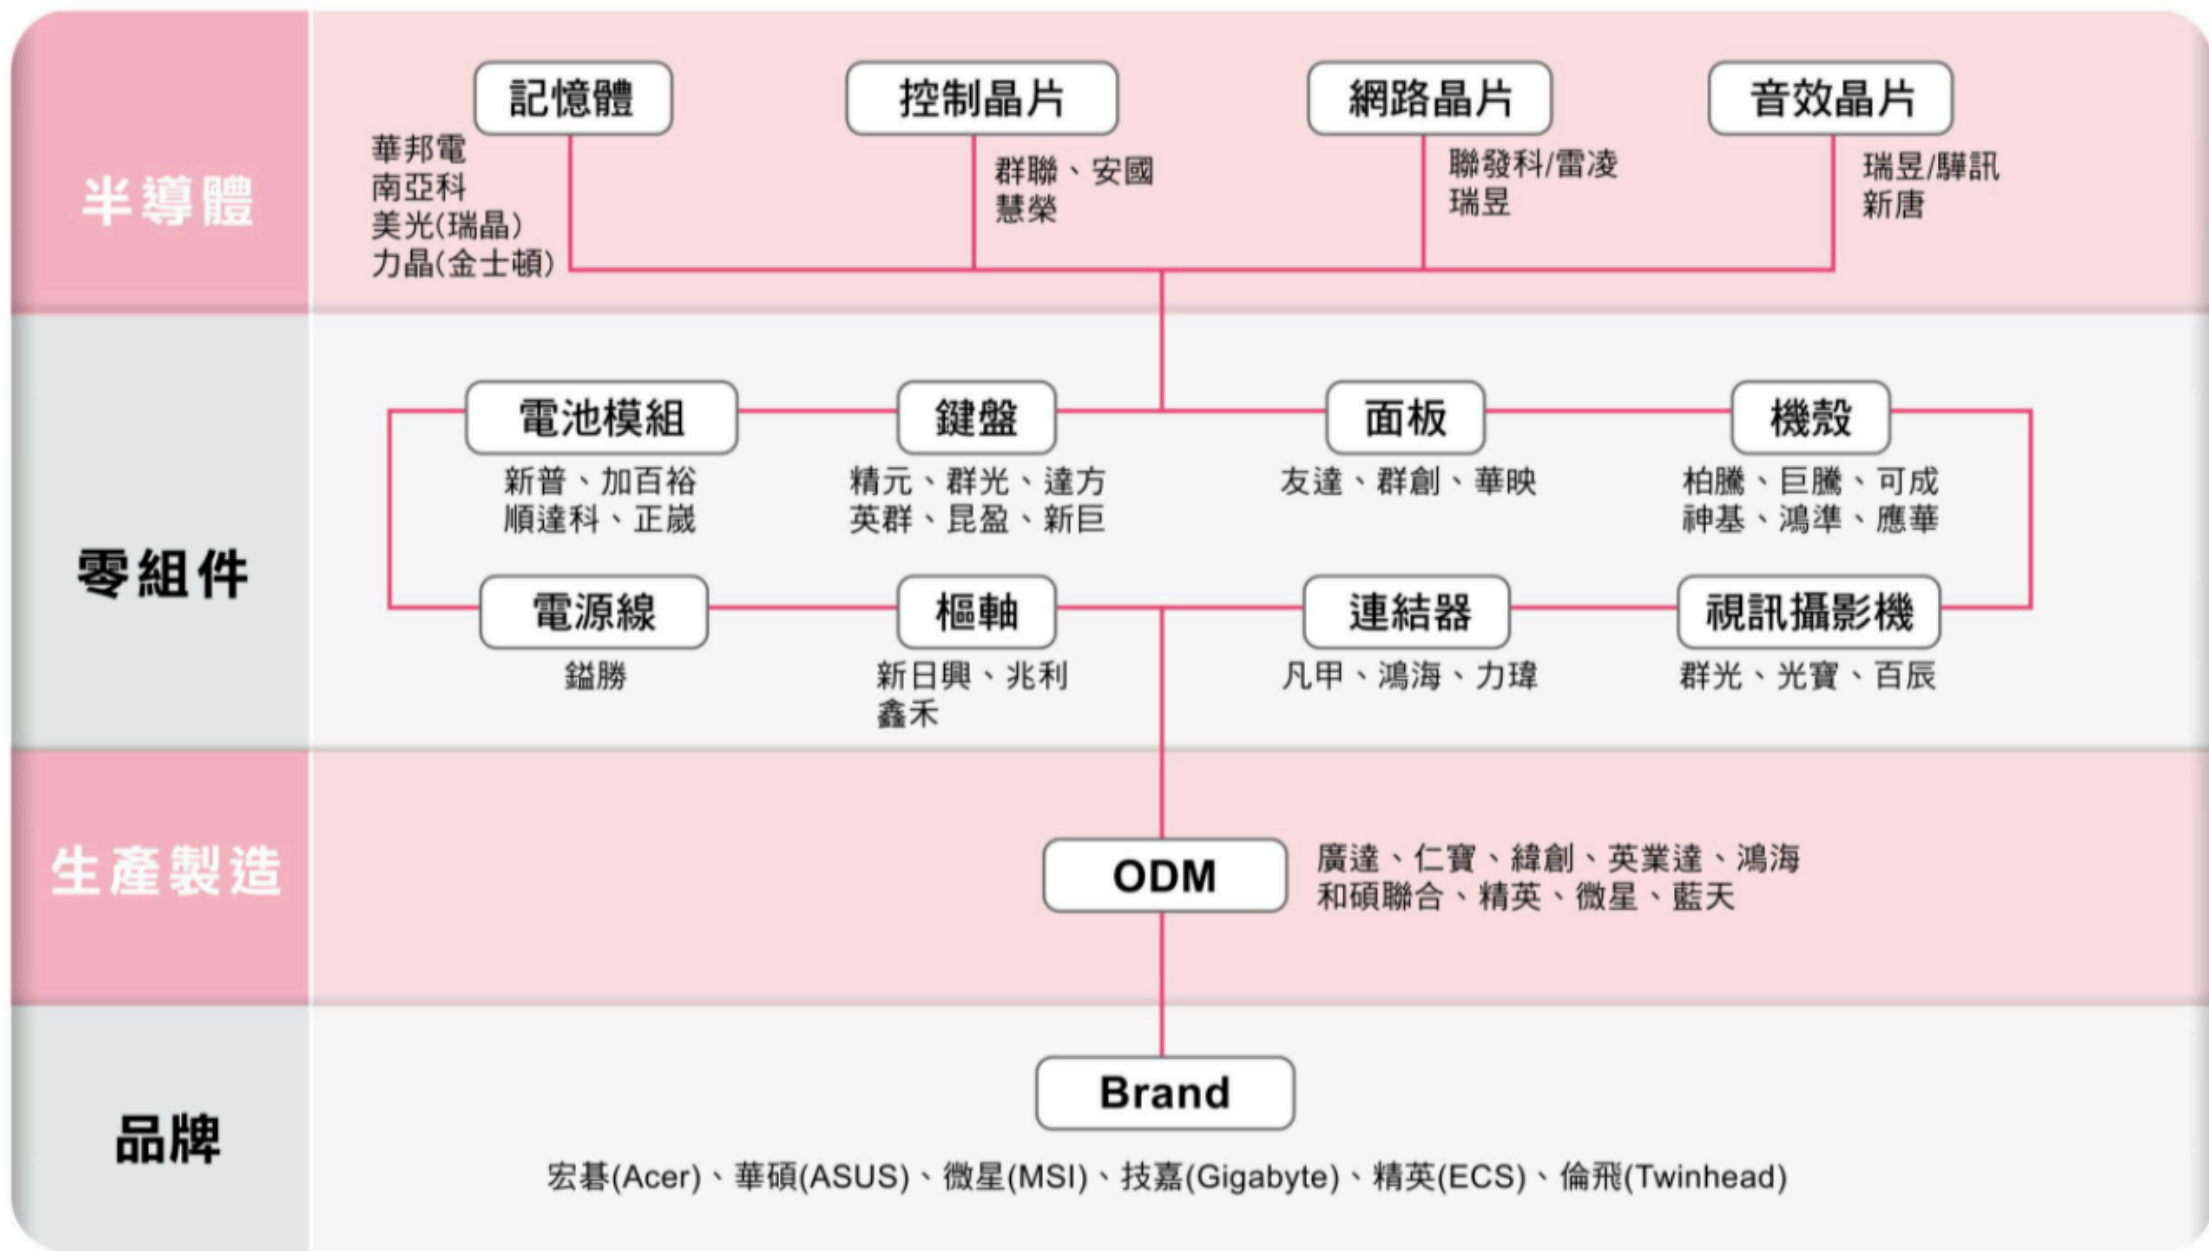 半導體
記憶體
華邦電
南亞科
美光(瑞晶)
力晶(金士頓)
控制晶片
群聯、安國
慧榮
網路晶片
聯發科/雷凌
瑞昱
音效晶片
瑞昱/驊訊
新唐
零組件
電池模組
新普、加百裕
順達科、正崴
鍵盤
精元、群光、達方
英群、昆盈、新巨
面板
友達、群創、華映
機殼
柏騰、巨騰、可成
神基、鴻準、應華
電源線
鎰勝
樞軸
新日興、兆利
鑫禾
連結器
凡甲、鴻海、力瑋
視訊攝影機
群光、光寶、百辰
生產製造
ODM
廣達、仁寶、緯創、英業達、鴻海
和碩聯合、精英、微星、藍天
品牌
Brand
宏碁(Acer)、華碩(ASUS)、微星(MSI)、技嘉(Gigabyte)、精英(ECS)、倫飛(Twinhead)